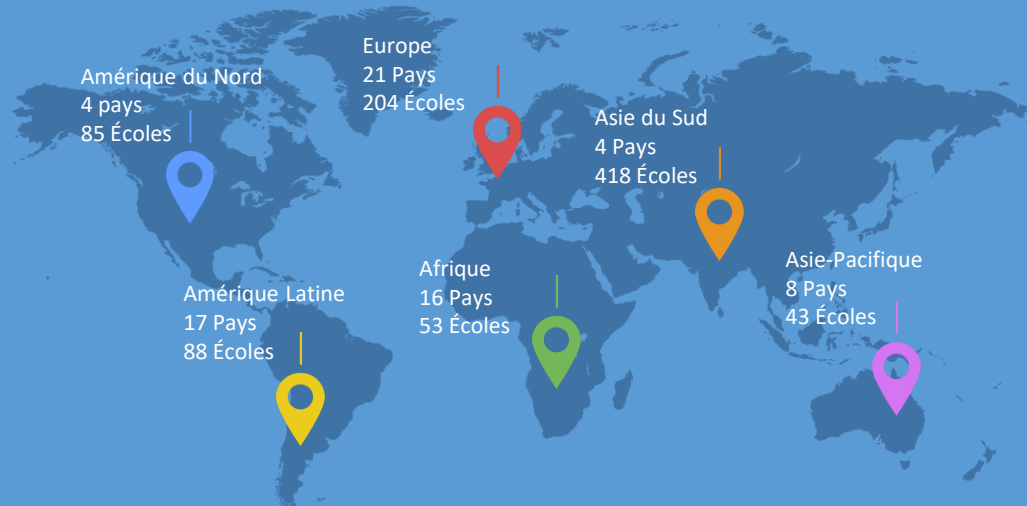 Amérique du Nord
4 pays
85 Écoles
Europe
21 Pays
204 Écoles
Asie du Sud
4 Pays
418 Écoles
Amérique Latine
17 Pays
88 Écoles
Afrique
16 Pays
53 Écoles
Asie-Pacifique
8 Pays
43 Écoles